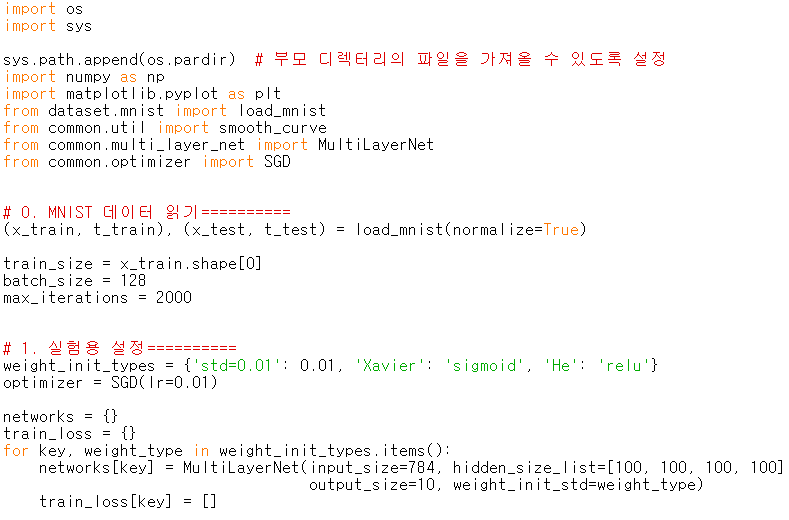 import os
import sys

sys.path.append(os.pardir)  # 부모 디렉터리의 파일을 가져올 수 있도록 설정
import numpy as np
import matplotlib.pyplot as plt
from dataset.mnist import load_mnist
from common.util import smooth_curve
from common.multi_layer_net import MultiLayerNet
from common.optimizer import SGD


# 0. MNIST 데이터 읽기==========
(x_train, t_train), (x_test, t_test) = load_mnist(normalize=True)

train_size = x_train.shape[0]
batch_size = 128
max_iterations = 2000


# 1. 실험용 설정==========
weight_init_types = {'std=0.01': 0.01, 'Xavier': 'sigmoid', 'He': 'relu'}
optimizer = SGD(lr=0.01)

networks = {}
train_loss = {}
for key, weight_type in weight_init_types.items():
    networks[key] = MultiLayerNet(input_size=784, hidden_size_list=[100, 100, 100, 100]
                                  output_size=10, weight_init_std=weight_type)
    train_loss[key] = []